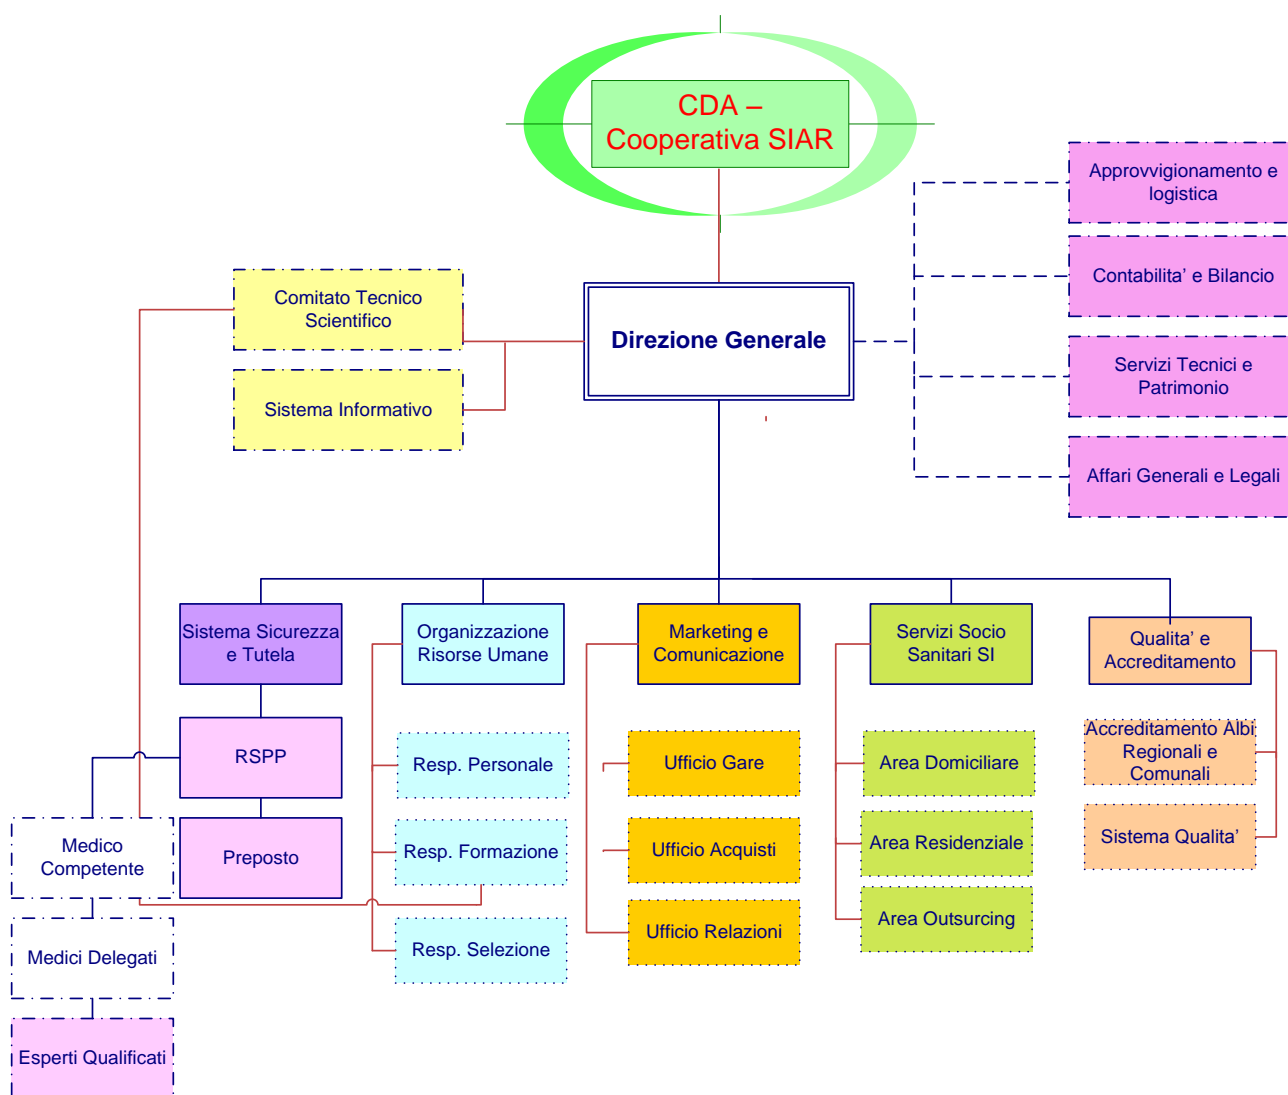 CDA –
Cooperativa SIAR
Approvvigionamento e
logistica
Contabilita’ e Bilancio
Servizi Tecnici e
Patrimonio
Affari Generali e Legali
Comitato Tecnico
Scientifico
Sistema Informativo
Direzione Generale
Sistema Sicurezza
e Tutela
Organizzazione
Risorse Umane
Marketing e
Comunicazione
Servizi Socio
Sanitari SI
Qualita’ e
Accreditamento
RSPP
Preposto
Medico
Competente
Medici Delegati
Esperti Qualificati
Resp. Personale
Resp. Formazione
Resp. Selezione
Ufficio Gare
Ufficio Acquisti
Ufficio Relazioni
Area Domiciliare
Area Residenziale
Area Outsurcing
Accreditamento Albi
Regionali e
Comunali
Sistema Qualita’